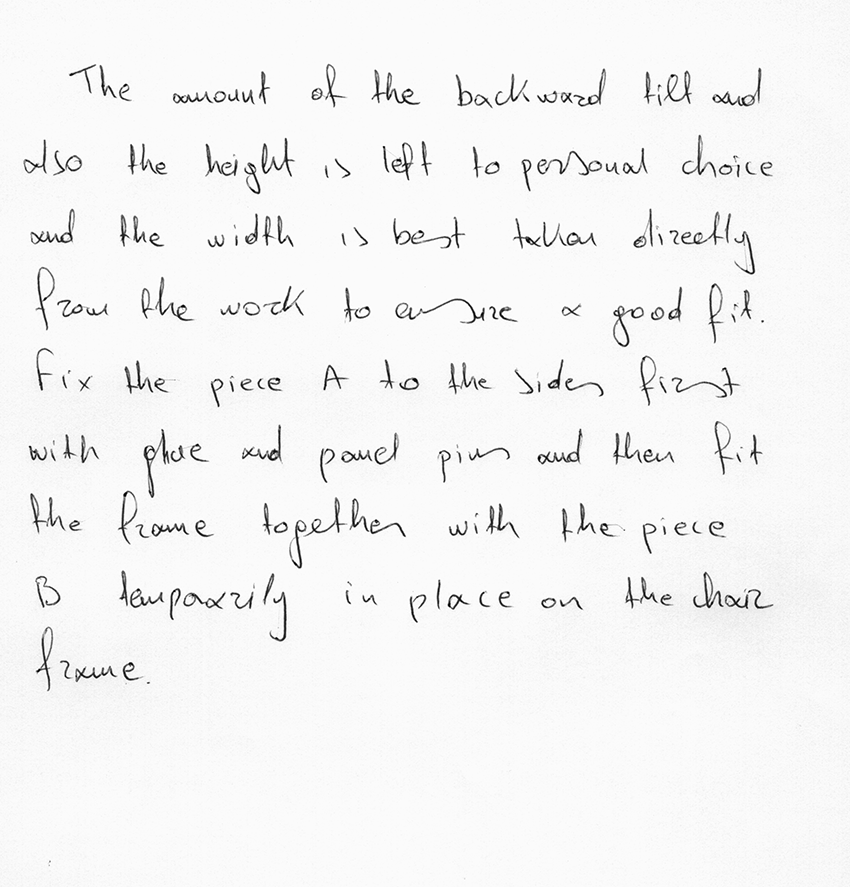 The amount of the backward tilt and
also the height is left to personal choice
and the width is best taken directly
from the work to ensure a good fit.
Fix the piece A to the sides first
with glue and panel pins and then fit
the frame together with the piece
B temporarily in place on the chair
frame.